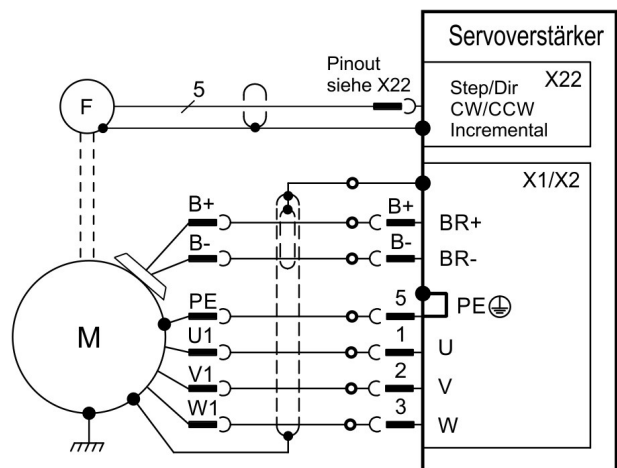 Servoverstärker
Pinout
siehe X22
X22
5
F
Step/Dir
CW/CCW
Incremental
X1/X2
B+
B+
BR+
B-
B-
BR-
PE
5
PE
M
U1
1
U
V1
2
V
W1
3
W